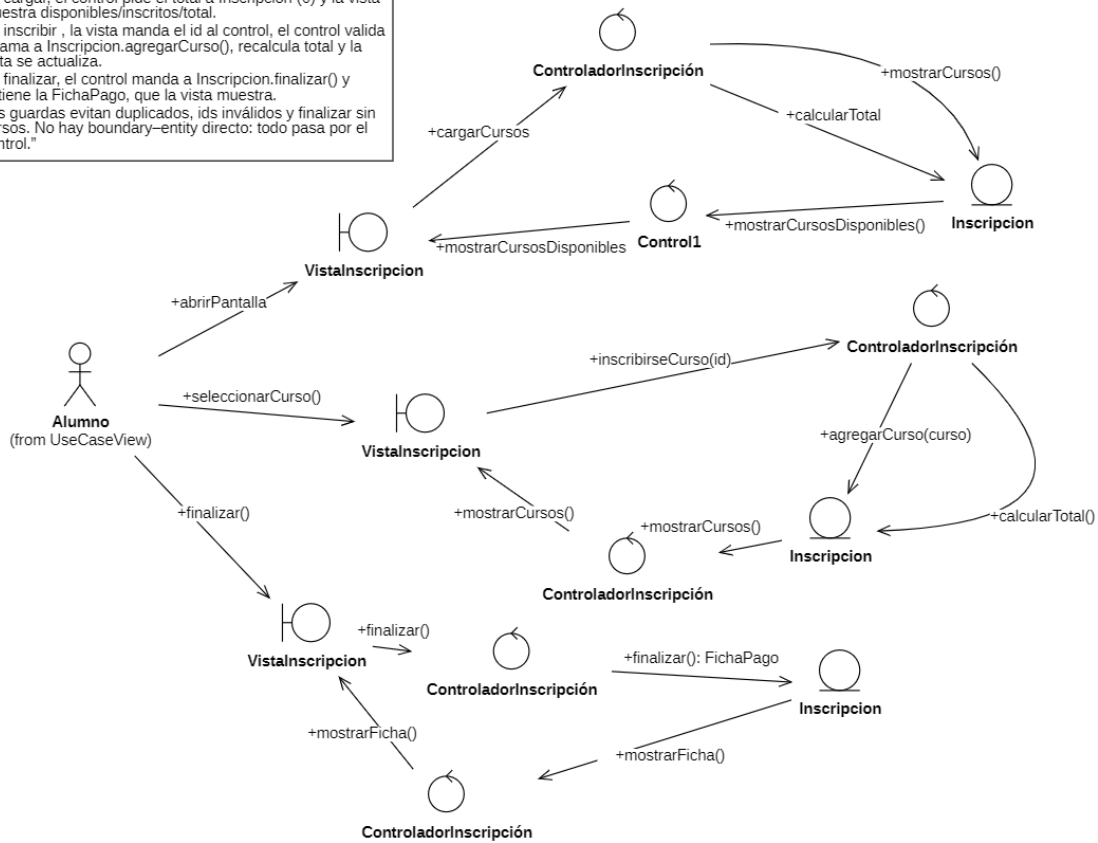 cargar, el control pide el total a Inscripcion (0) y la vista
uestra disponibles/inscritos/total.
inscribir , la vista manda el id al control, el control valida
ama a Inscripcion.agregarCurso(), recalcula total y la
ta se actualiza.
finalizar, el control manda a Inscripcion.finalizar() y
tiene la FichaPago, que la vista muestra.
s guardas evitan duplicados, ids inválidos y finalizar sin
rsos. No hay boundary–entity directo: todo pasa por el
ntrol.”
ControladorInscripción
+mostrarCursos()
+calcularTotal
+cargarCursos
Inscripcion
+mostrarCursosDisponibles()
Control1
+mostrarCursosDisponibles
VistaInscripcion
+abrirPantalla
ControladorInscripción
+inscribirseCurso(id)
+seleccionarCurso()
Alumno
(from UseCaseView)
VistaInscripcion
+agregarCurso(curso)
+calcularTotal()
+mostrarCursos()
+mostrarCursos()
Inscripcion
ControladorInscripción
+finalizar()
VistaInscripcion
+finalizar()
ControladorInscripción
+finalizar(): FichaPago
Inscripcion
+mostrarFicha()
+mostrarFicha()
ControladorInscripción